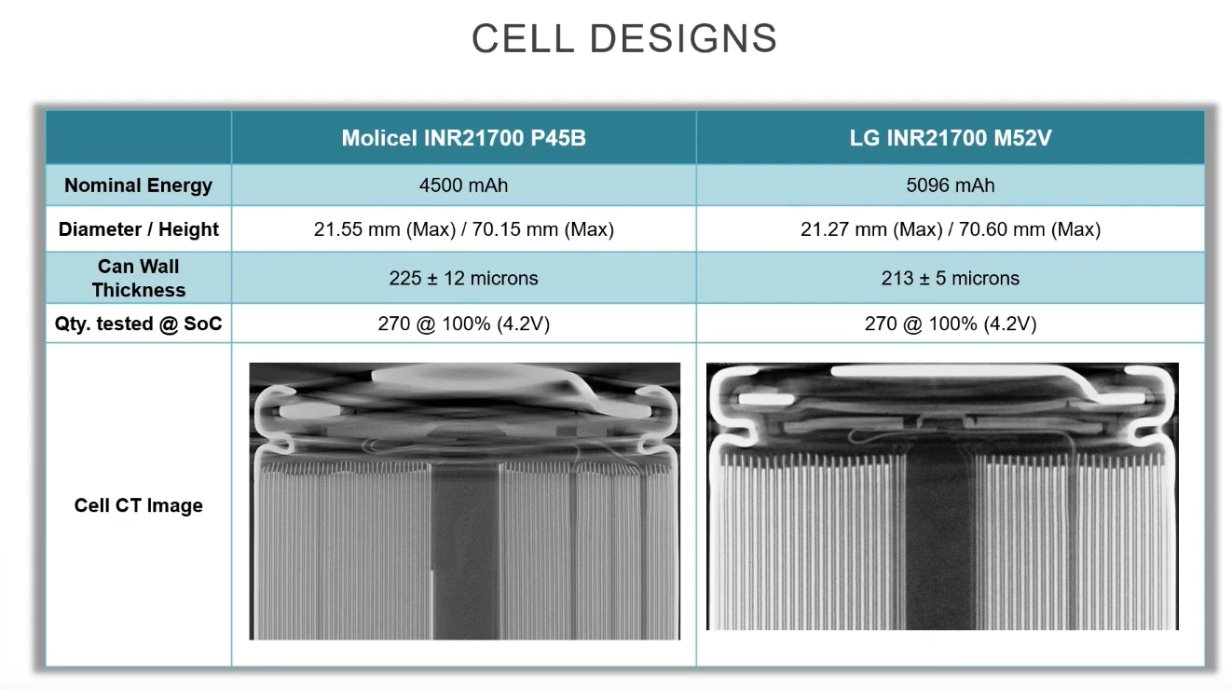 CELL DESIGNS
Molicel INR21700 P45B
LG INR21700 M52V
Nominal Energy
4500 mAh
5096 mAh
Diameter / Height
21.55 mm (Max) / 70.15 mm (Max)
21.27 mm (Max) / 70.60 mm (Max)
Can Wall
Thickness
225 ± 12 microns
213 ± 5 microns
Qty. tested @ SoC
270 @ 100% (4.2V)
270 @ 100% (4.2V)
Cell CT Image